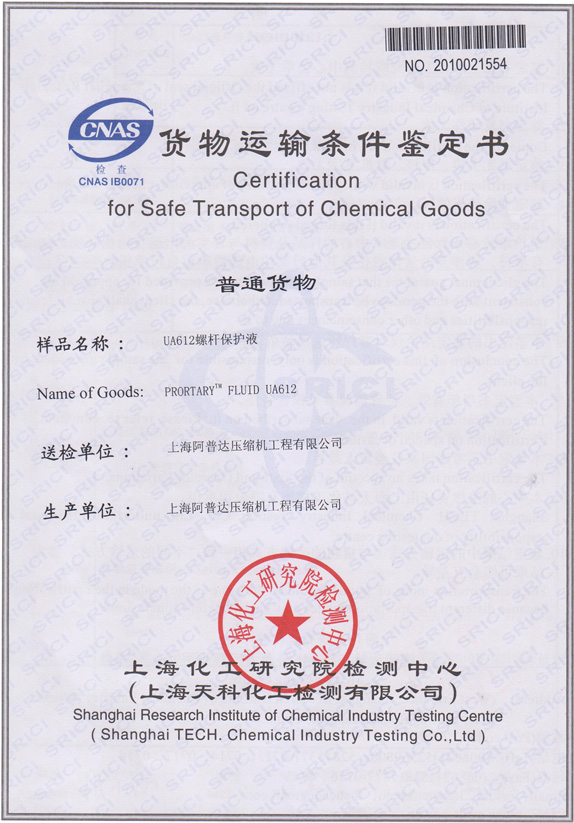 NO. 2010021554
CNAS
检 查
CNAS IB0071
货物运输条件鉴定书
Certification
for Safe Transport of Chemical Goods
普通货物
样品名称 : UA612螺杆保护液
Name of Goods: PRORTARY™ FLUID UA612
送检单位 : 上海阿普达压缩机工程有限公司
生产单位 : 上海阿普达压缩机工程有限公司
上海化工研究院检测中心
上海化工研究院检测中心
(上海天科化工检测有限公司)
Shanghai Research Institute of Chemical Industry Testing Centre
( Shanghai TECH. Chemical Industry Testing Co.,Ltd )
SRICI